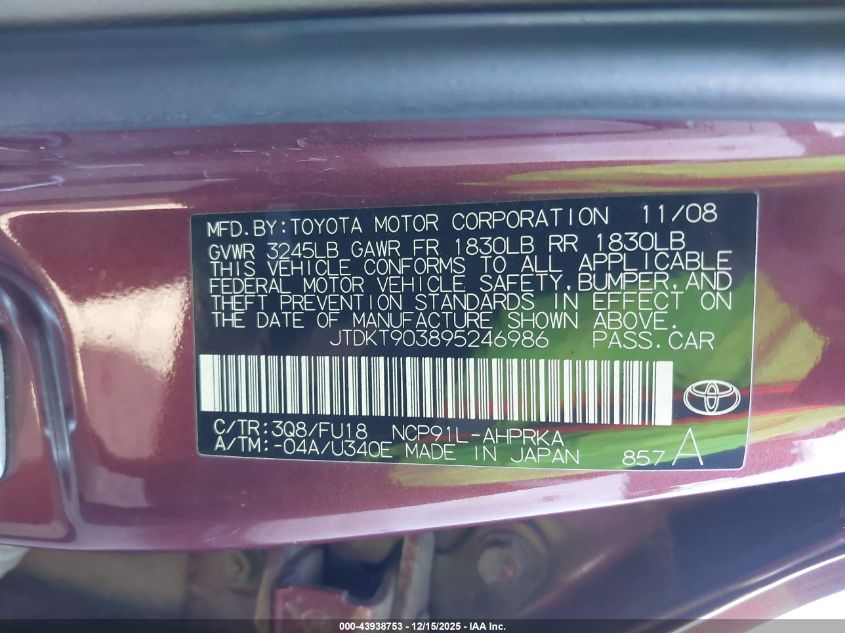 MFD.BY:TOYOTA MOTOR CORPORATION 11/08
GVWR 3245LB GAWR FR 1830LB RR 1830LB
THIS VEHICLE CONFORMS TO ALL APPLICABLE
FEDERAL MOTOR VEHICLE SAFETY, BUMPER, AND
THEFT PREVENTION STANDARDS IN EFFECT ON
THE DATE OF MANUFACTURE SHOWN ABOVE.
JTDKT903895246986 PASS.CAR
C/TR:3Q8/FU18 NCP91L-AHPRKA
A/TM:-04A/U340E MADE IN JAPAN 857A
000-43938753 - 12/15/2025 - IAA Inc.